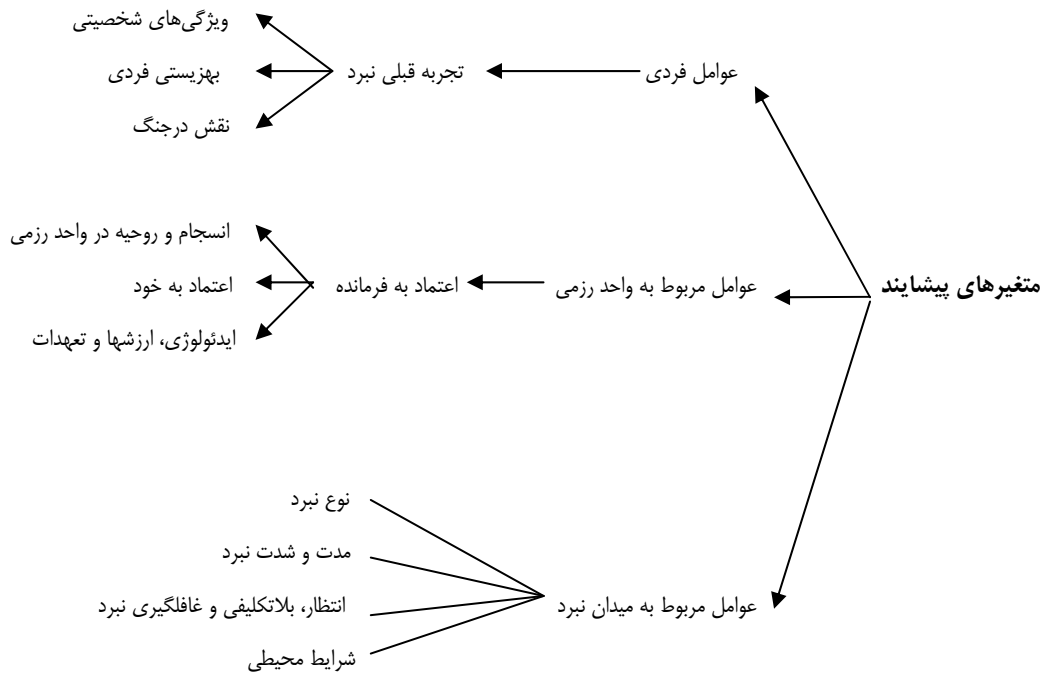 متغیرهای پیشایند
عوامل فردی
تجربه قبلی نبرد
ویژگی‌های شخصیتی
بهزیستی فردی
نقش درجنگ
عوامل مربوط به واحد رزمی
اعتماد به فرمانده
انسجام و روحیه در واحد رزمی
اعتماد به خود
ایدئولوژی، ارزشها و تعهدات
عوامل مربوط به میدان نبرد
نوع نبرد
مدت و شدت نبرد
انتظار، بلاتکلیفی و غافلگیری نبرد
شرایط محیطی